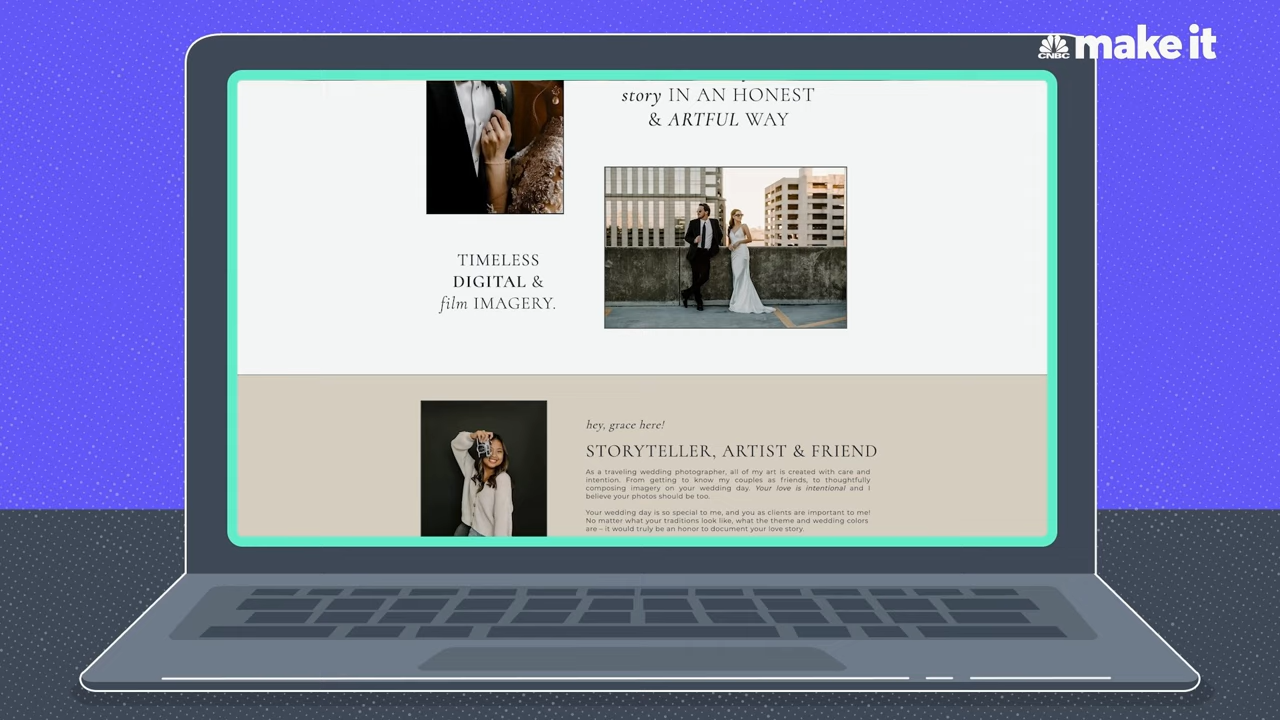 CNBC make it
story IN AN HONEST
& ARTFUL WAY
TIMELESS
DIGITAL &
film IMAGERY.
hey, grace here!
STORYTELLER, ARTIST & FRIEND
As a traveling wedding photographer, all of my art is created with care and
intention. From getting to know my couples as friends, to thoughtfully
composing imagery on your wedding day. Your love is intentional and I
believe your photos should be too.
Your wedding day is so special to me, and you as clients are important to me!
No matter what your traditions look like, what the theme and wedding colors
are – it would truly be an honor to document your love story.